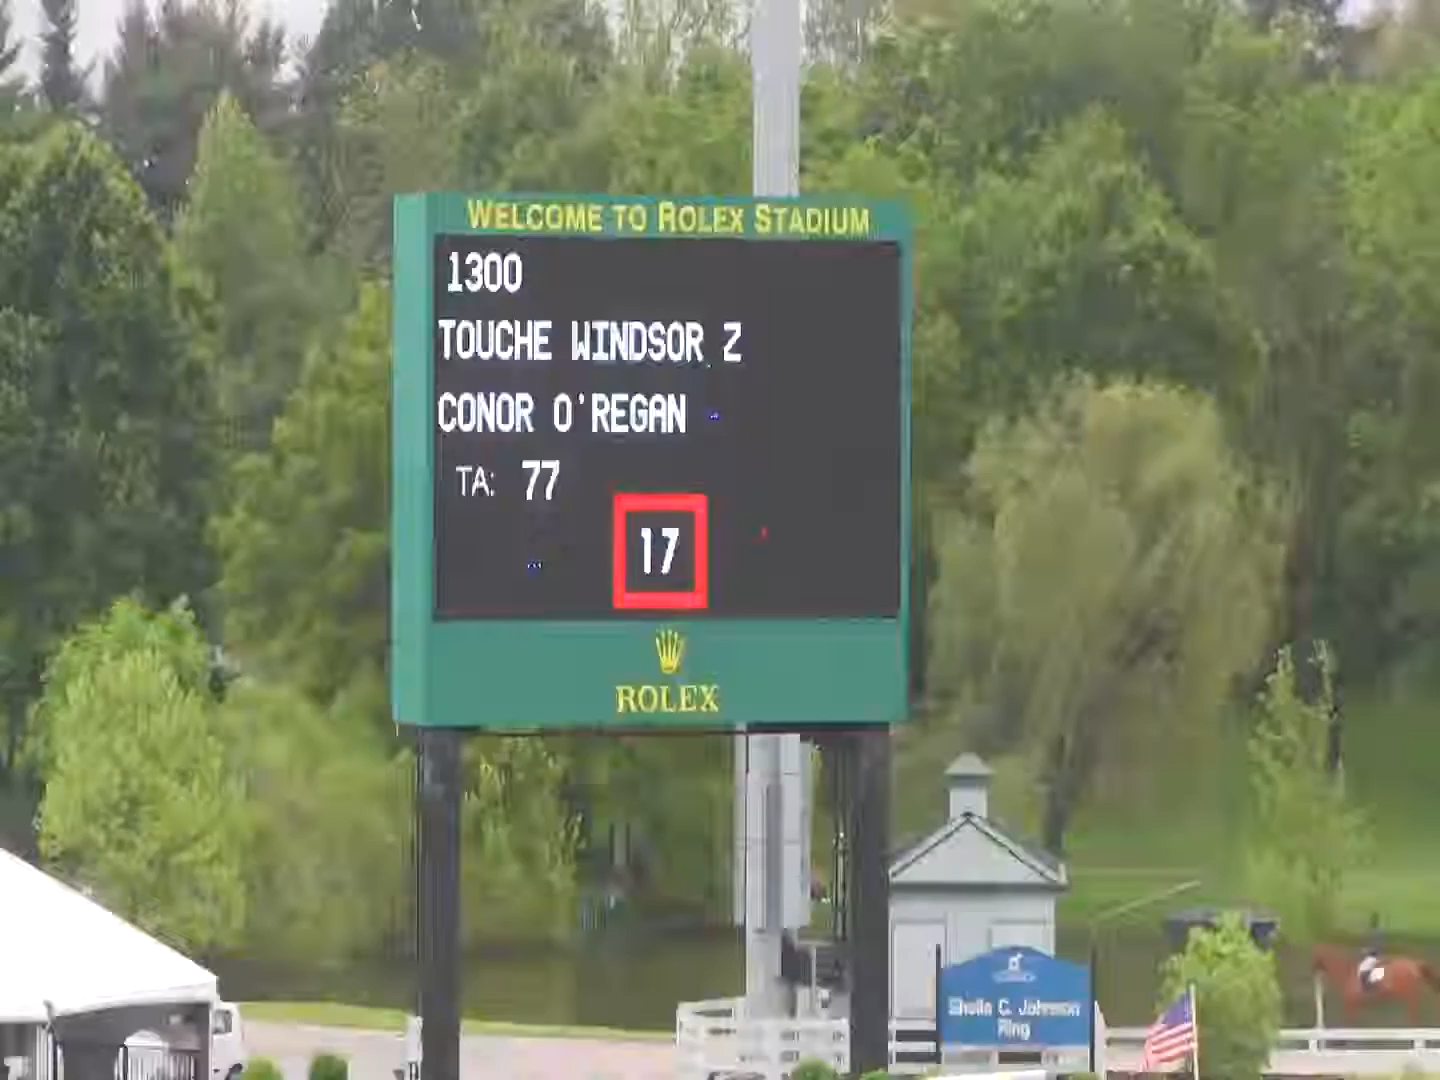 WELCOME TO ROLEX STADIUM
1300
TOUCHE WINDSOR Z
CONOR O'REGAN
TA: 77
17
ROLEX
Sheila C. Johnson
Ring